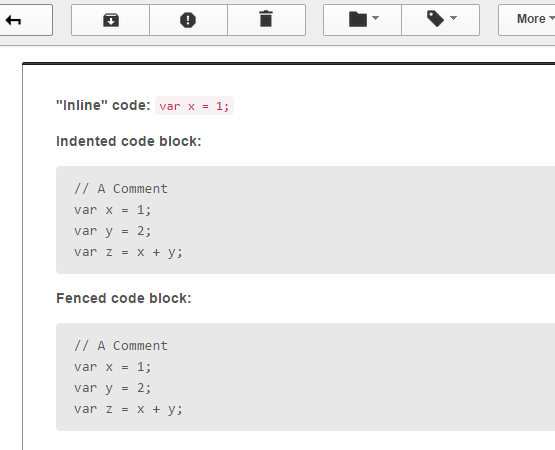 More
"Inline" code: var x = 1;
Indented code block:
// A Comment
var x = 1;
var y = 2;
var z = x + y;
Fenced code block:
// A Comment
var x = 1;
var y = 2;
var z = x + y;